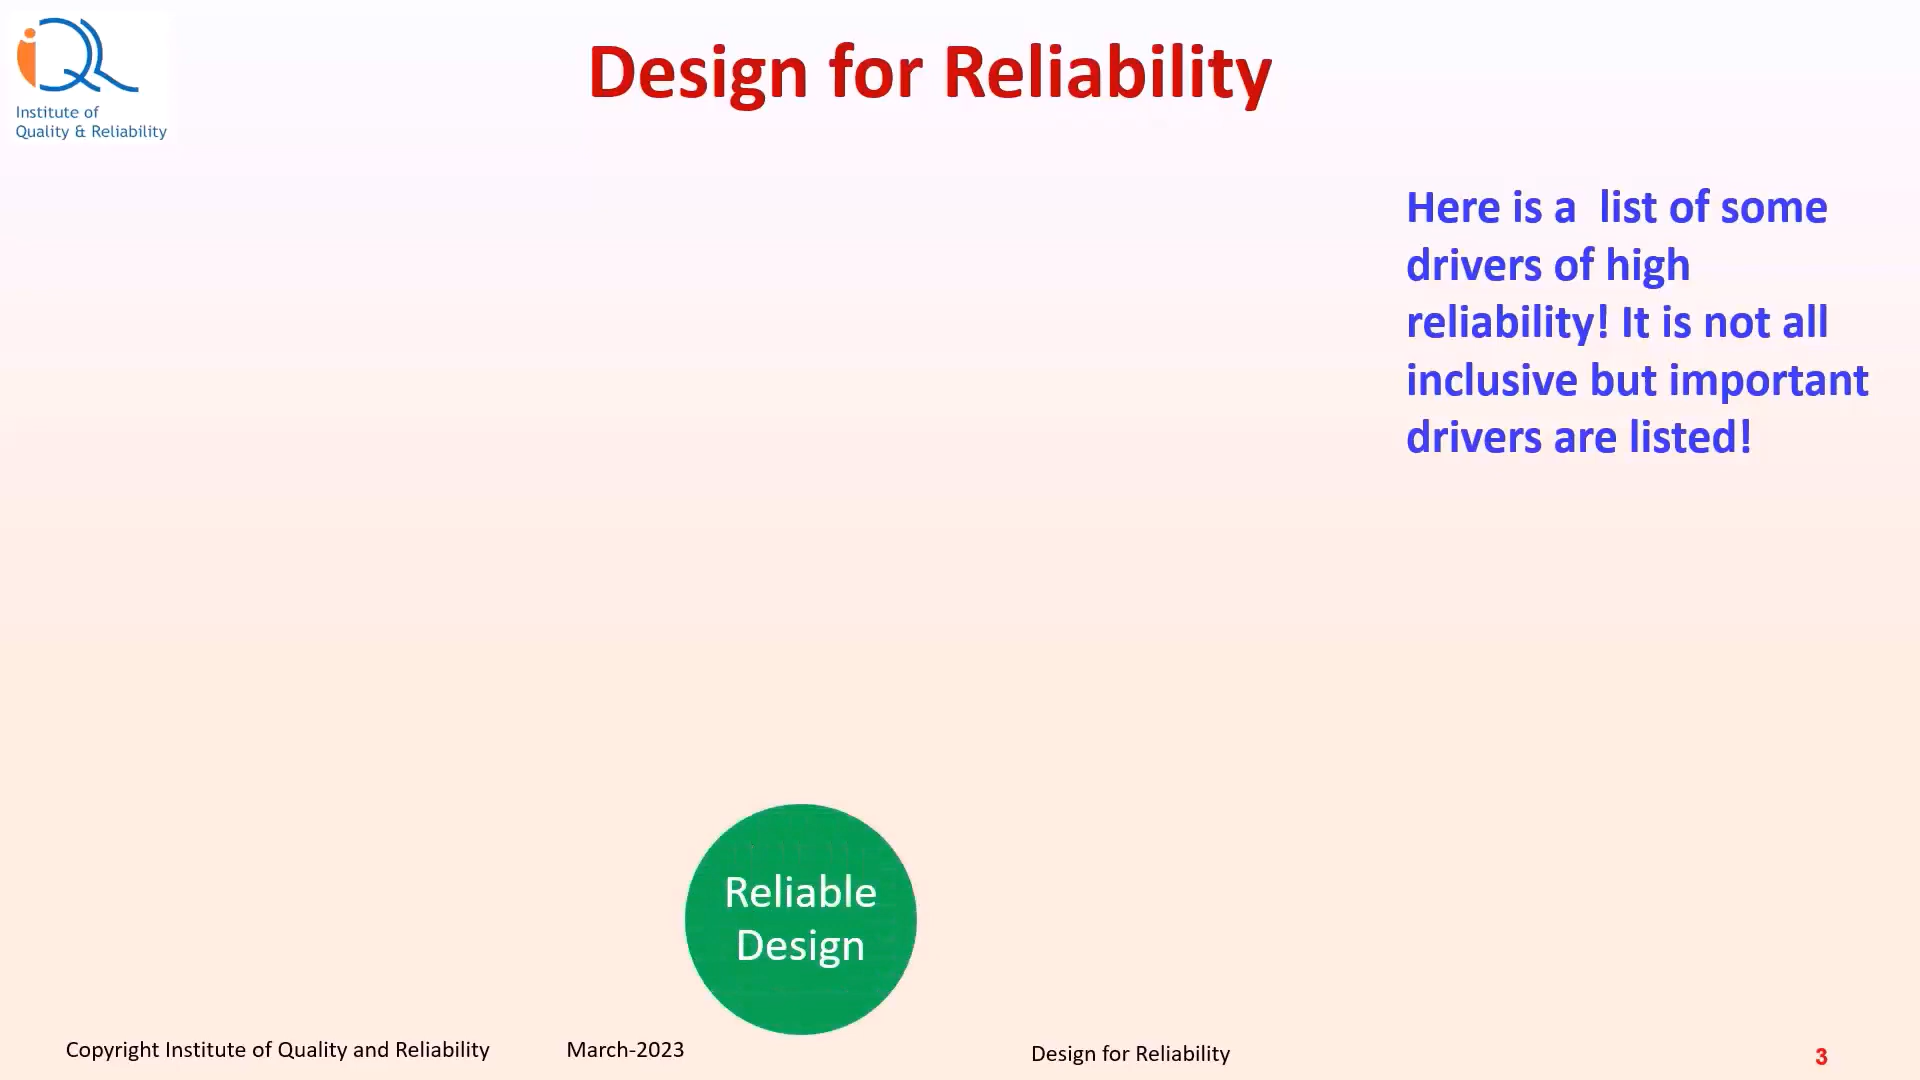 iQR
Institute of
Quality & Reliability
Design for Reliability
Here is a list of some
drivers of high
reliability! It is not all
inclusive but important
drivers are listed!
Reliable
Design
Copyright Institute of Quality and Reliability
March-2023
Design for Reliability
3